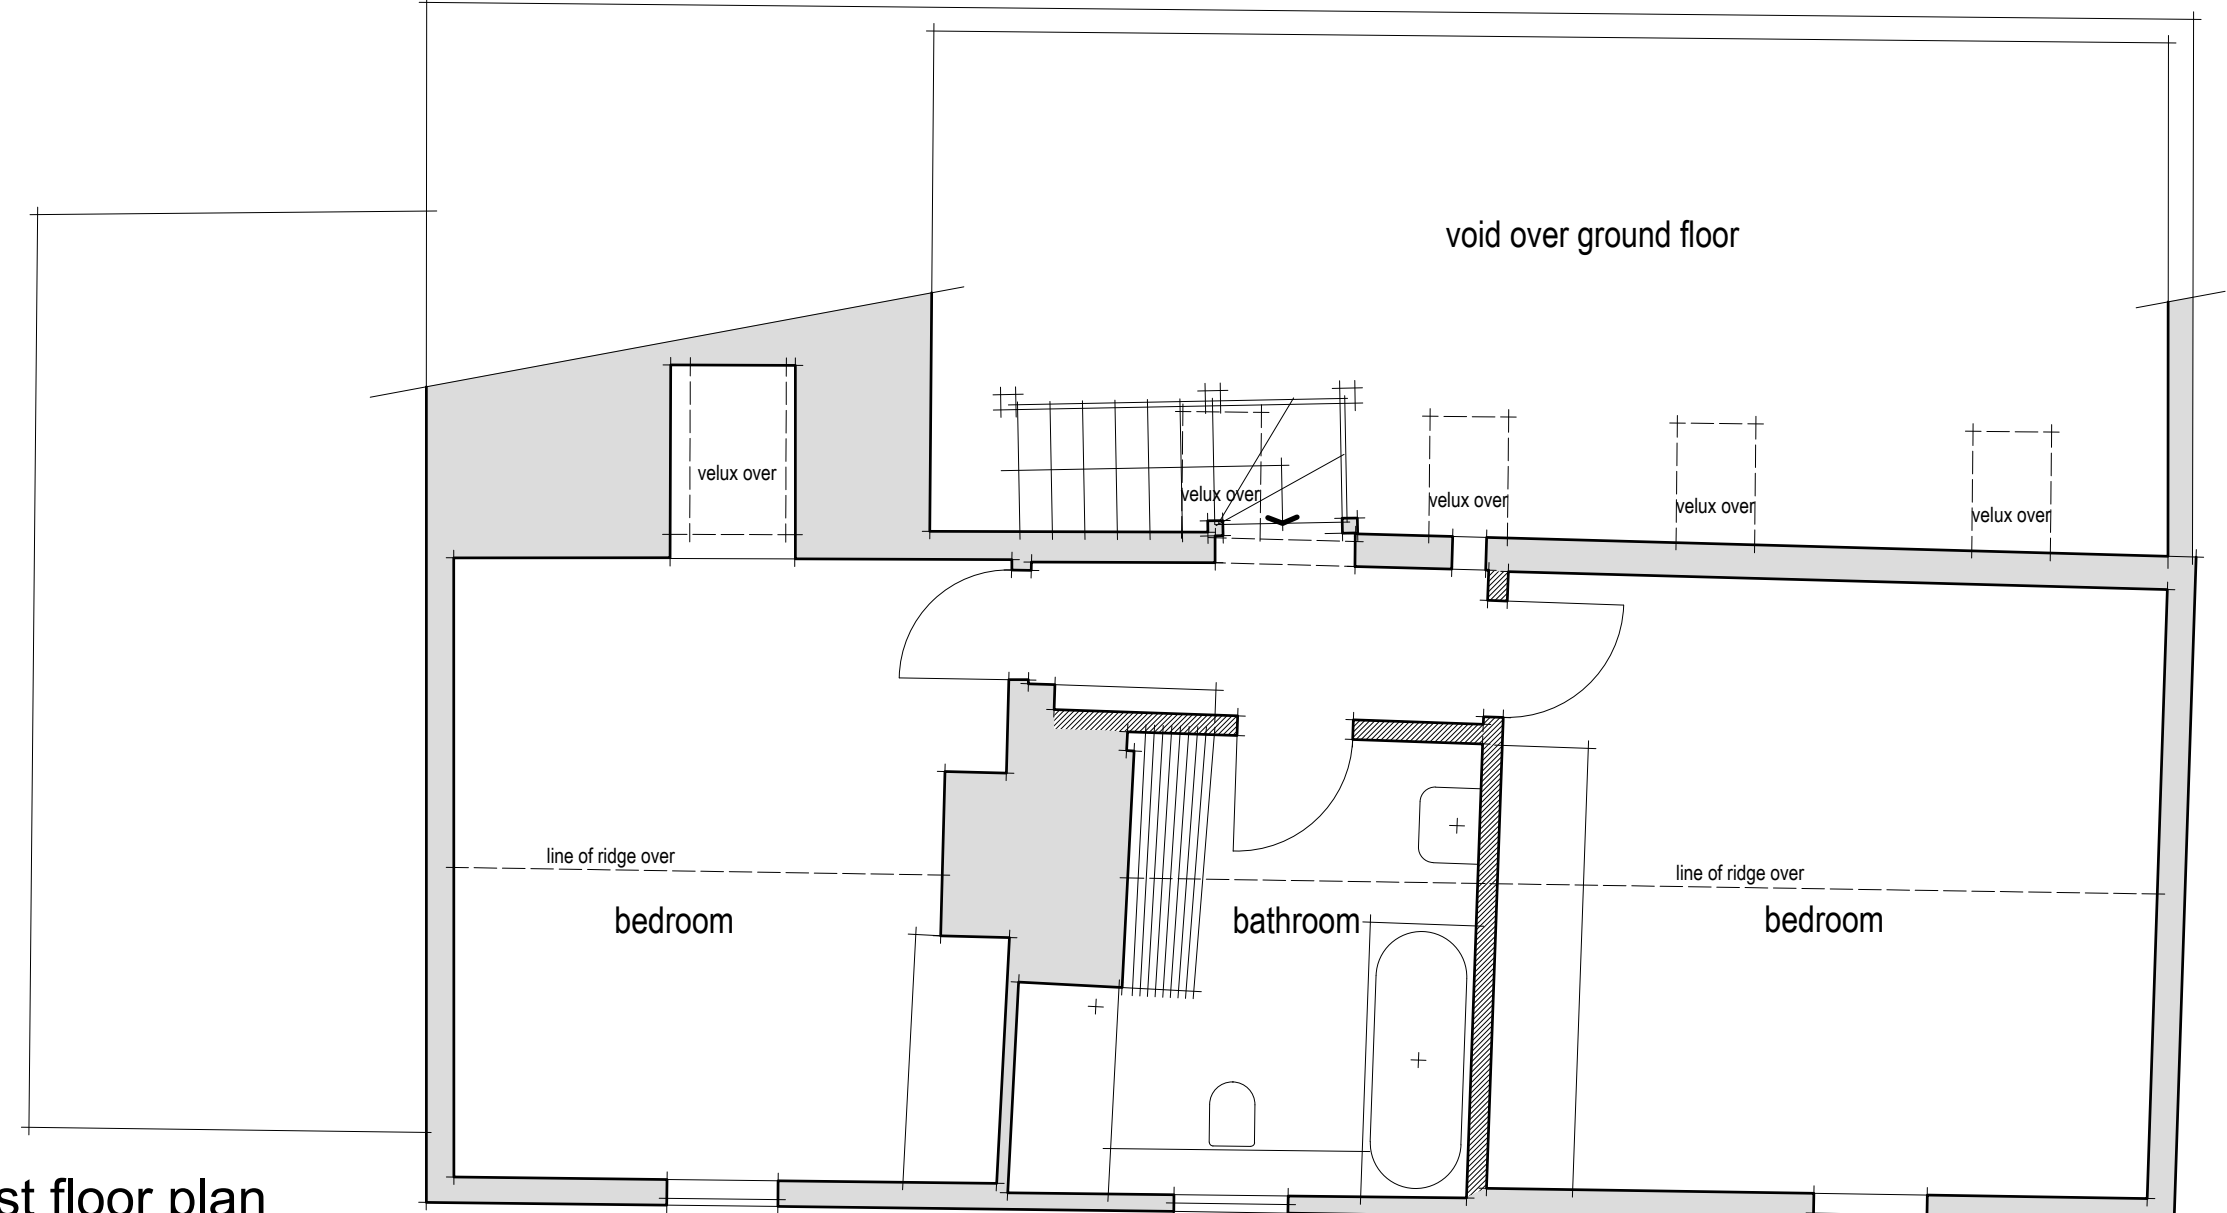 void over ground floor
velux over
velux over
velux over
velux over
velux over
line of ridge over
line of ridge over
bedroom
bathroom
bedroom
st floor plan